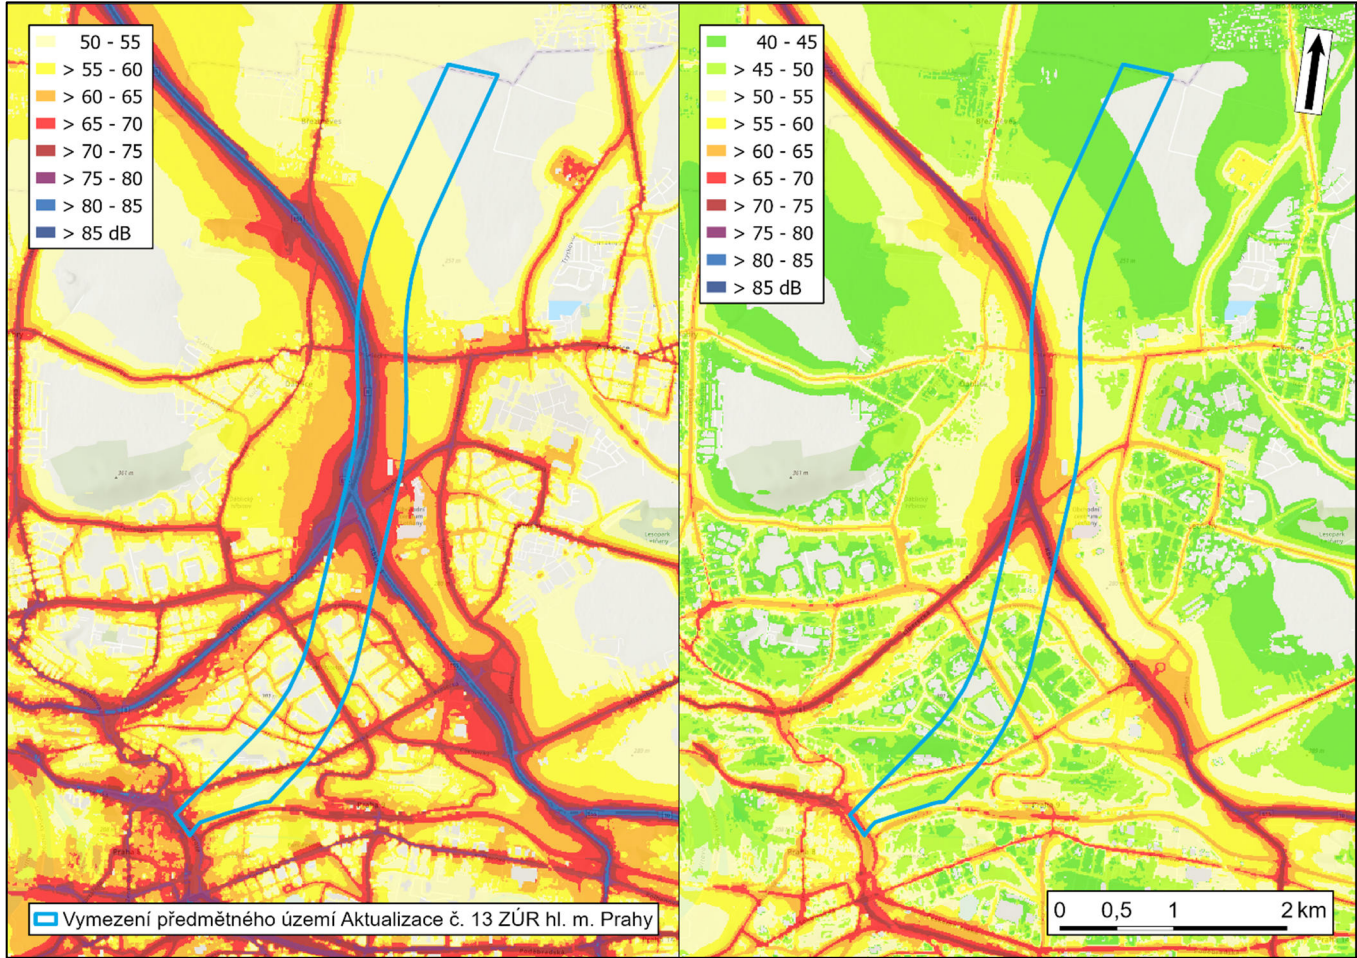 50 - 55
> 55 - 60
> 60 - 65
> 65 - 70
> 70 - 75
> 75 - 80
> 80 - 85
> 85 dB
Vymezení předmětného území Aktualizace č. 13 ZÚR hl. m. Prahy
40 - 45
> 45 - 50
> 50 - 55
> 55 - 60
> 60 - 65
> 65 - 70
> 70 - 75
> 75 - 80
> 80 - 85
> 85 dB
0 0,5 1 2 km